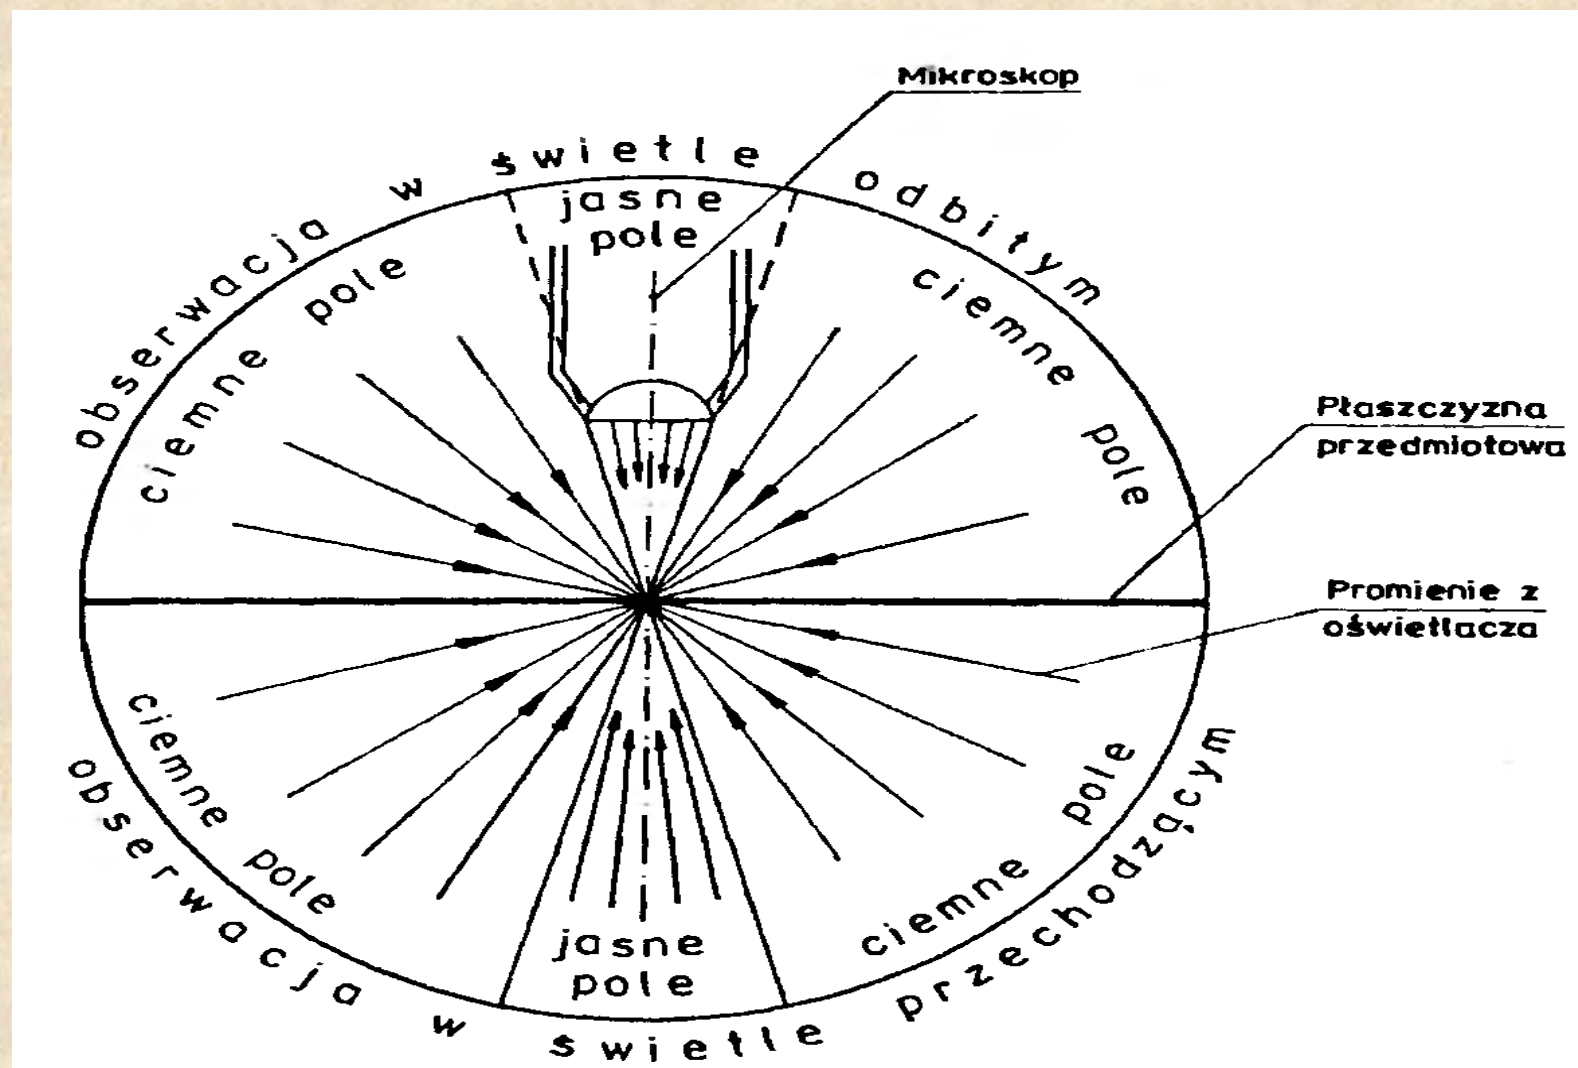 Mikroskop
obserwacja w świetle odbitym
jasne
pole
ciemne pole
ciemne pole
Płaszczyzna
przedmiotowa
Promienie z
oświetlacza
ciemne pole
ciemne pole
jasne
pole
obserwacja w świetle przechodzącym